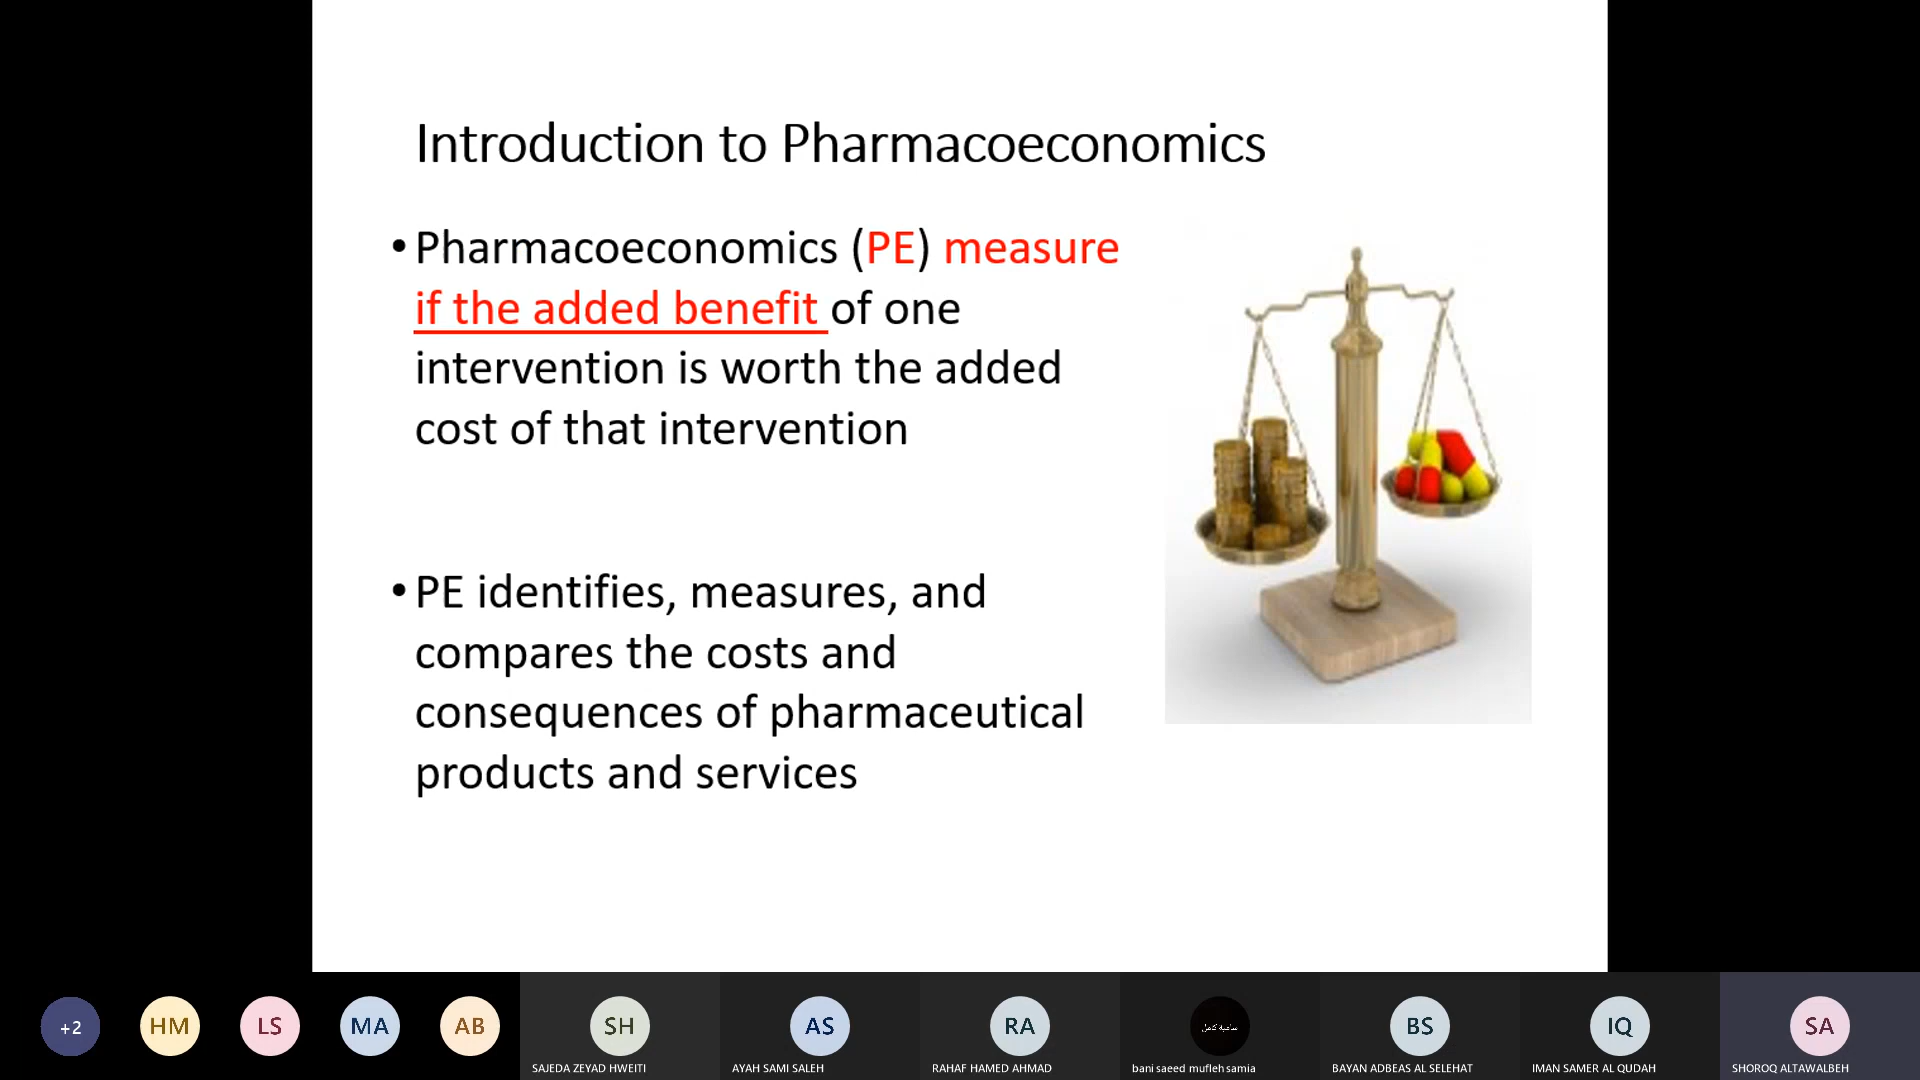 Introduction to Pharmacoeconomics
• Pharmacoeconomics (PE) measure
if the added benefit of one
intervention is worth the added
cost of that intervention
• PE identifies, measures, and
compares the costs and
consequences of pharmaceutical
products and services
+2
HM
LS
MA
AB
SH
AS
RA
BS
IQ
SA
SAJEDA ZEYAD HWEITI
AYAH SAMI SALEH
RAHAF HAMED AHMAD
bani saeed mufleh samia
BAYAN ADBEAS AL SELEHAT
IMAN SAMER AL QUDAH
SHOROQ ALTAWALBEH